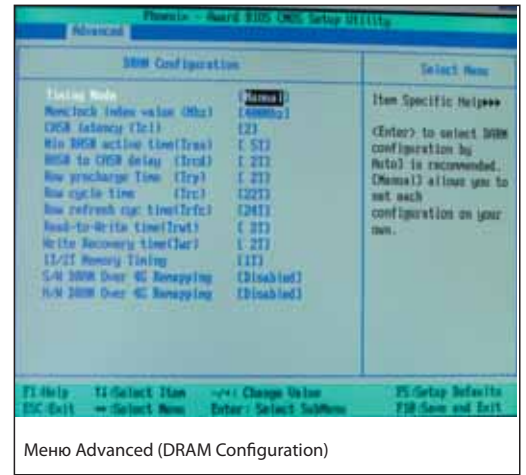 Phoenix - Award BIOS CMOS Setup Utility
Advanced
DRAM Configuration
Select Menu
Timing Mode [Manual]
Memclock index value (Mhz) [400Mhz]
CAS# latency (Tcl) [2]
Min RAS# active time(Tras) [ 5T]
RAS# to CAS# delay (Trcd) [ 2T]
Row precharge Time (Trp) [ 2T]
Row cycle time (Trc) [22T]
Row refresh cyc time(Trfc) [24T]
Read-to-Write time(Trwt) [ 2T]
Write Recovery time(Twr) [ 2T]
1T/2T Memory Timing [1T]
S/W DRAM Over 4G Remapping [Disabled]
H/W DRAM Over 4G Remapping [Disabled]
Item Specific Help
<Enter> to select DRAM
configuration by
Auto] is recommended.
[Manual] allows you to
set each
configuration on your
own.
F1:Help ↑↓:Select Item -/+: Change Value F5:Setup Defaults
ESC:Exit ↔:Select Menu Enter: Select SubMenu F10:Save and Exit
Меню Advanced (DRAM Configuration)